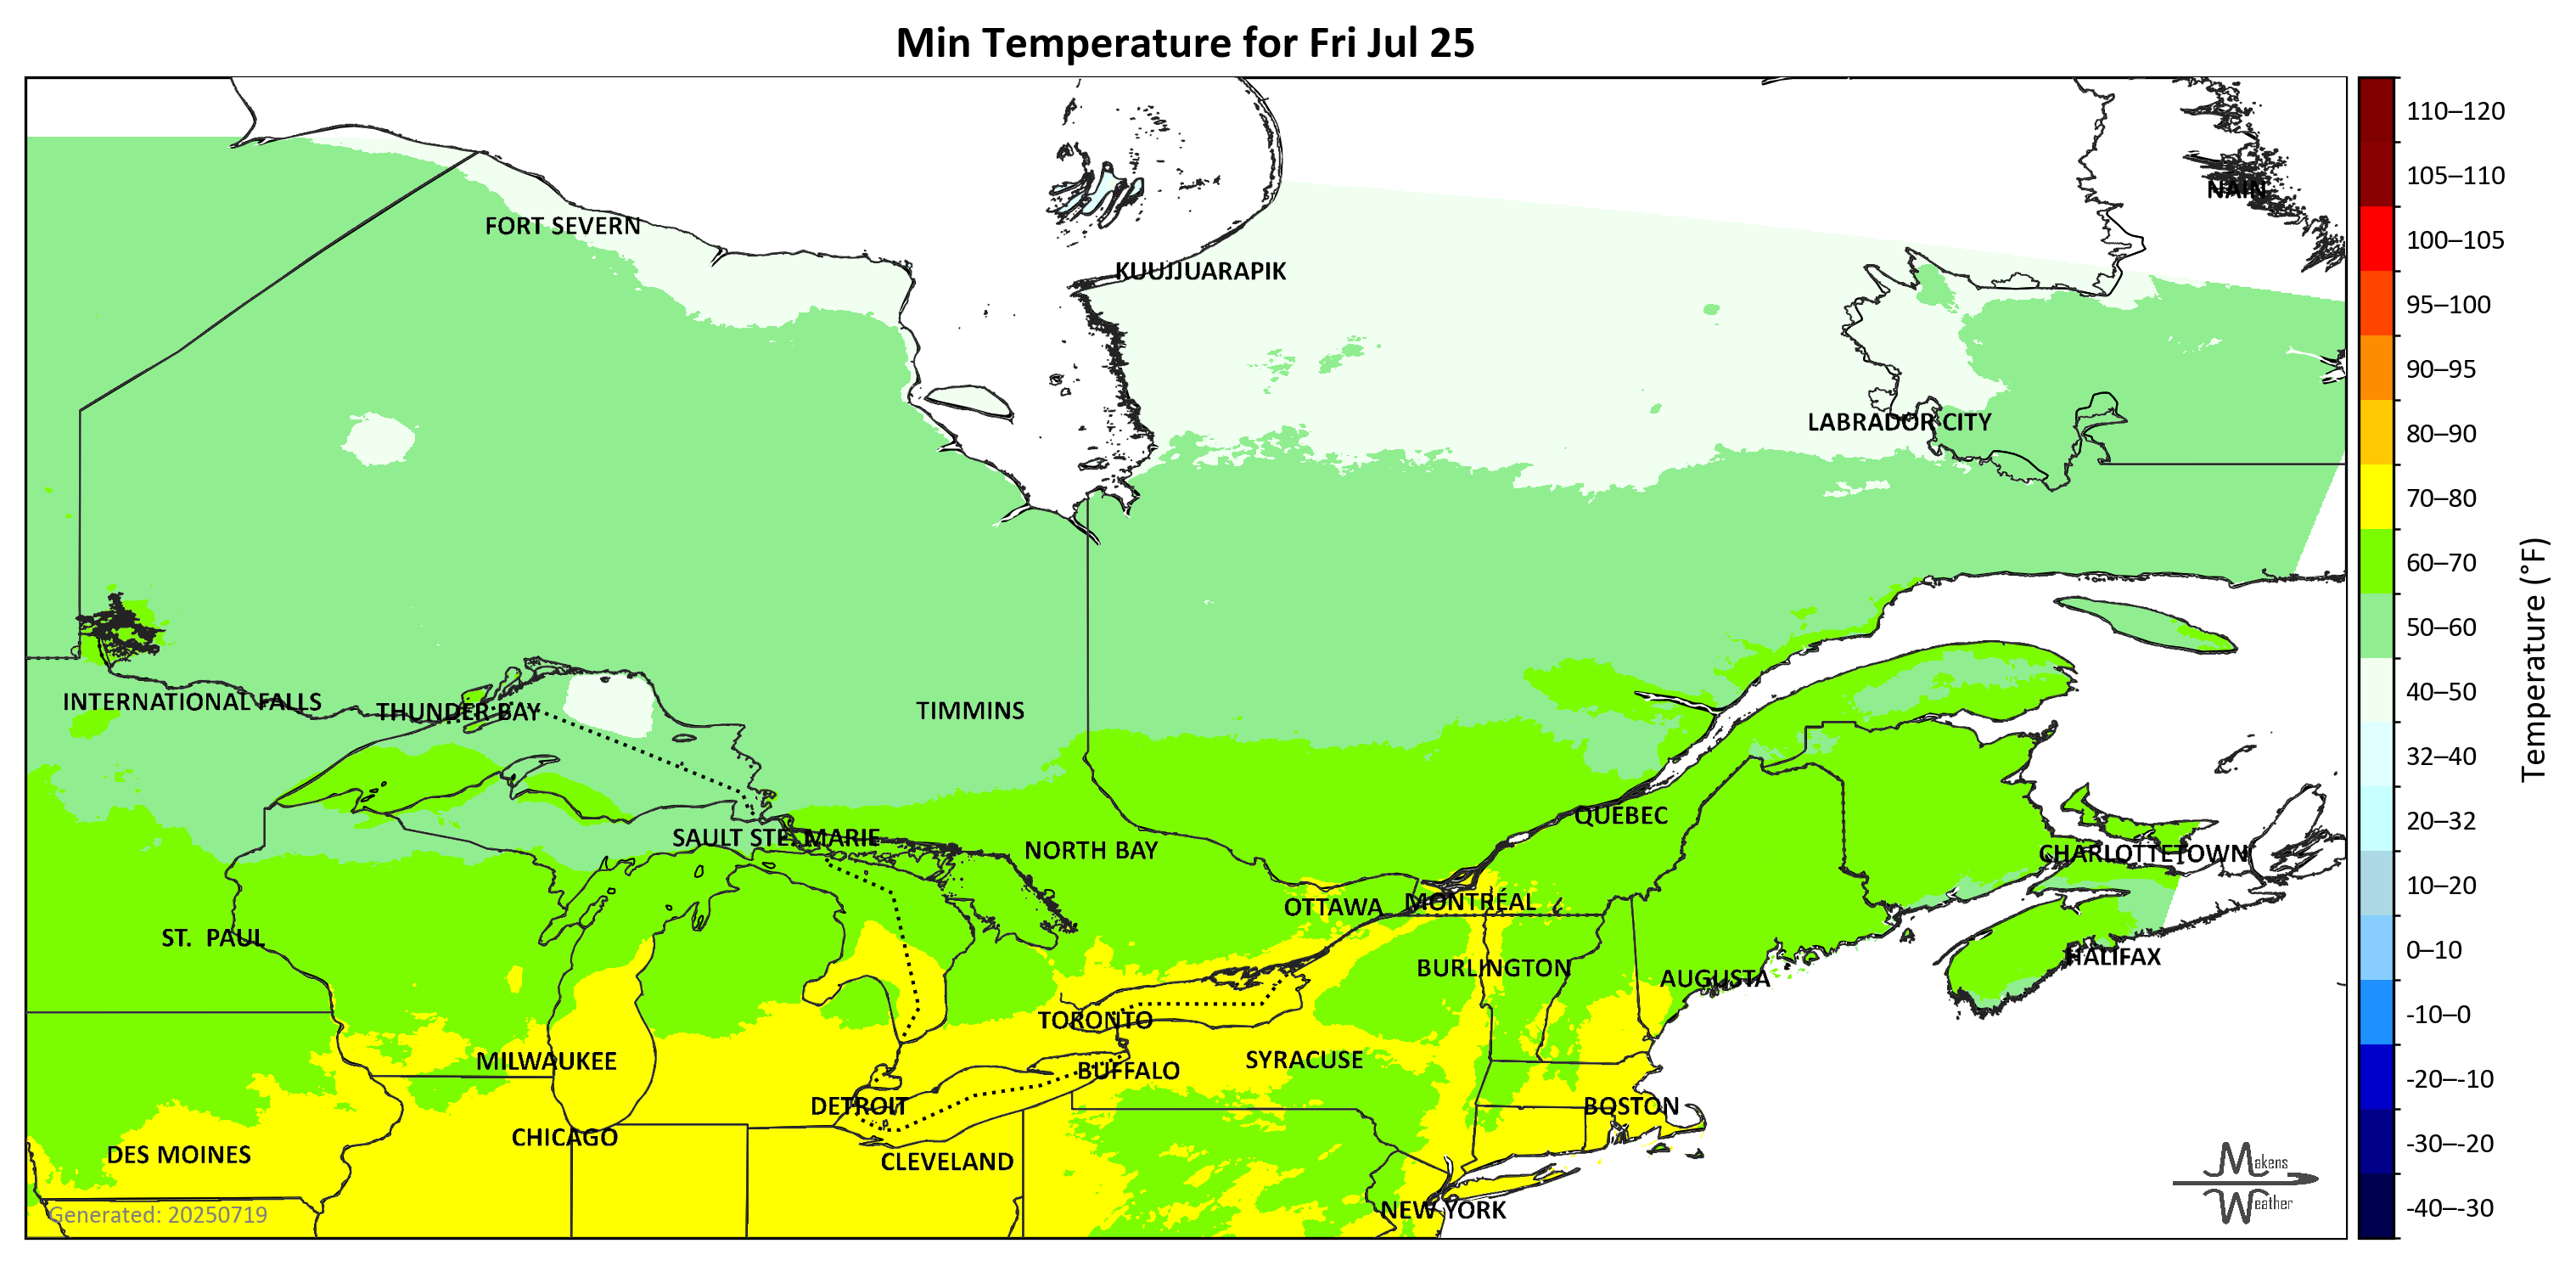 Min Temperature for Fri Jul 25
NAIN
FORT SEVERN
KUUJJUARAPIK
LABRADOR CITY
INTERNATIONAL FALLS
THUNDER BAY
TIMMINS
QUÉBEC
SAULT STE. MARIE
NORTH BAY
CHARLOTTETOWN
OTTAWA
MONTRÉAL
ST. PAUL
HALIFAX
BURLINGTON
AUGUSTA
TORONTO
MILWAUKEE
SYRACUSE
BUFFALO
DETROIT
BOSTON
CHICAGO
DES MOINES
CLEVELAND
NEW YORK
Generated: 20250719
Makens
Weather
110–120
105–110
100–105
95–100
90–95
80–90
70–80
60–70
50–60
40–50
32–40
20–32
10–20
0–10
-10–0
-20–-10
-30–-20
-40–-30
Temperature (°F)